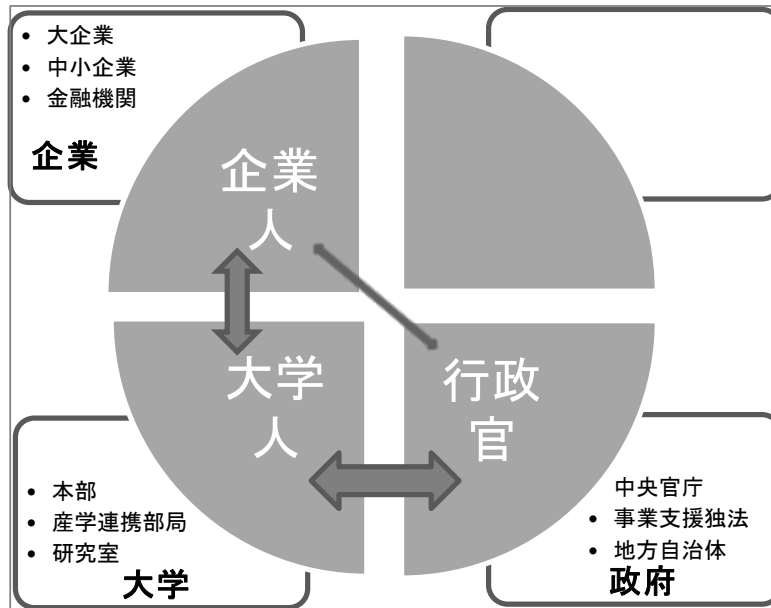 • 大企業
• 中小企業
• 金融機関
企業
企業
人
大学
人
行政
官
• 本部
• 産学連携部局
• 研究室
大学
中央官庁
• 事業支援独法
• 地方自治体
政府